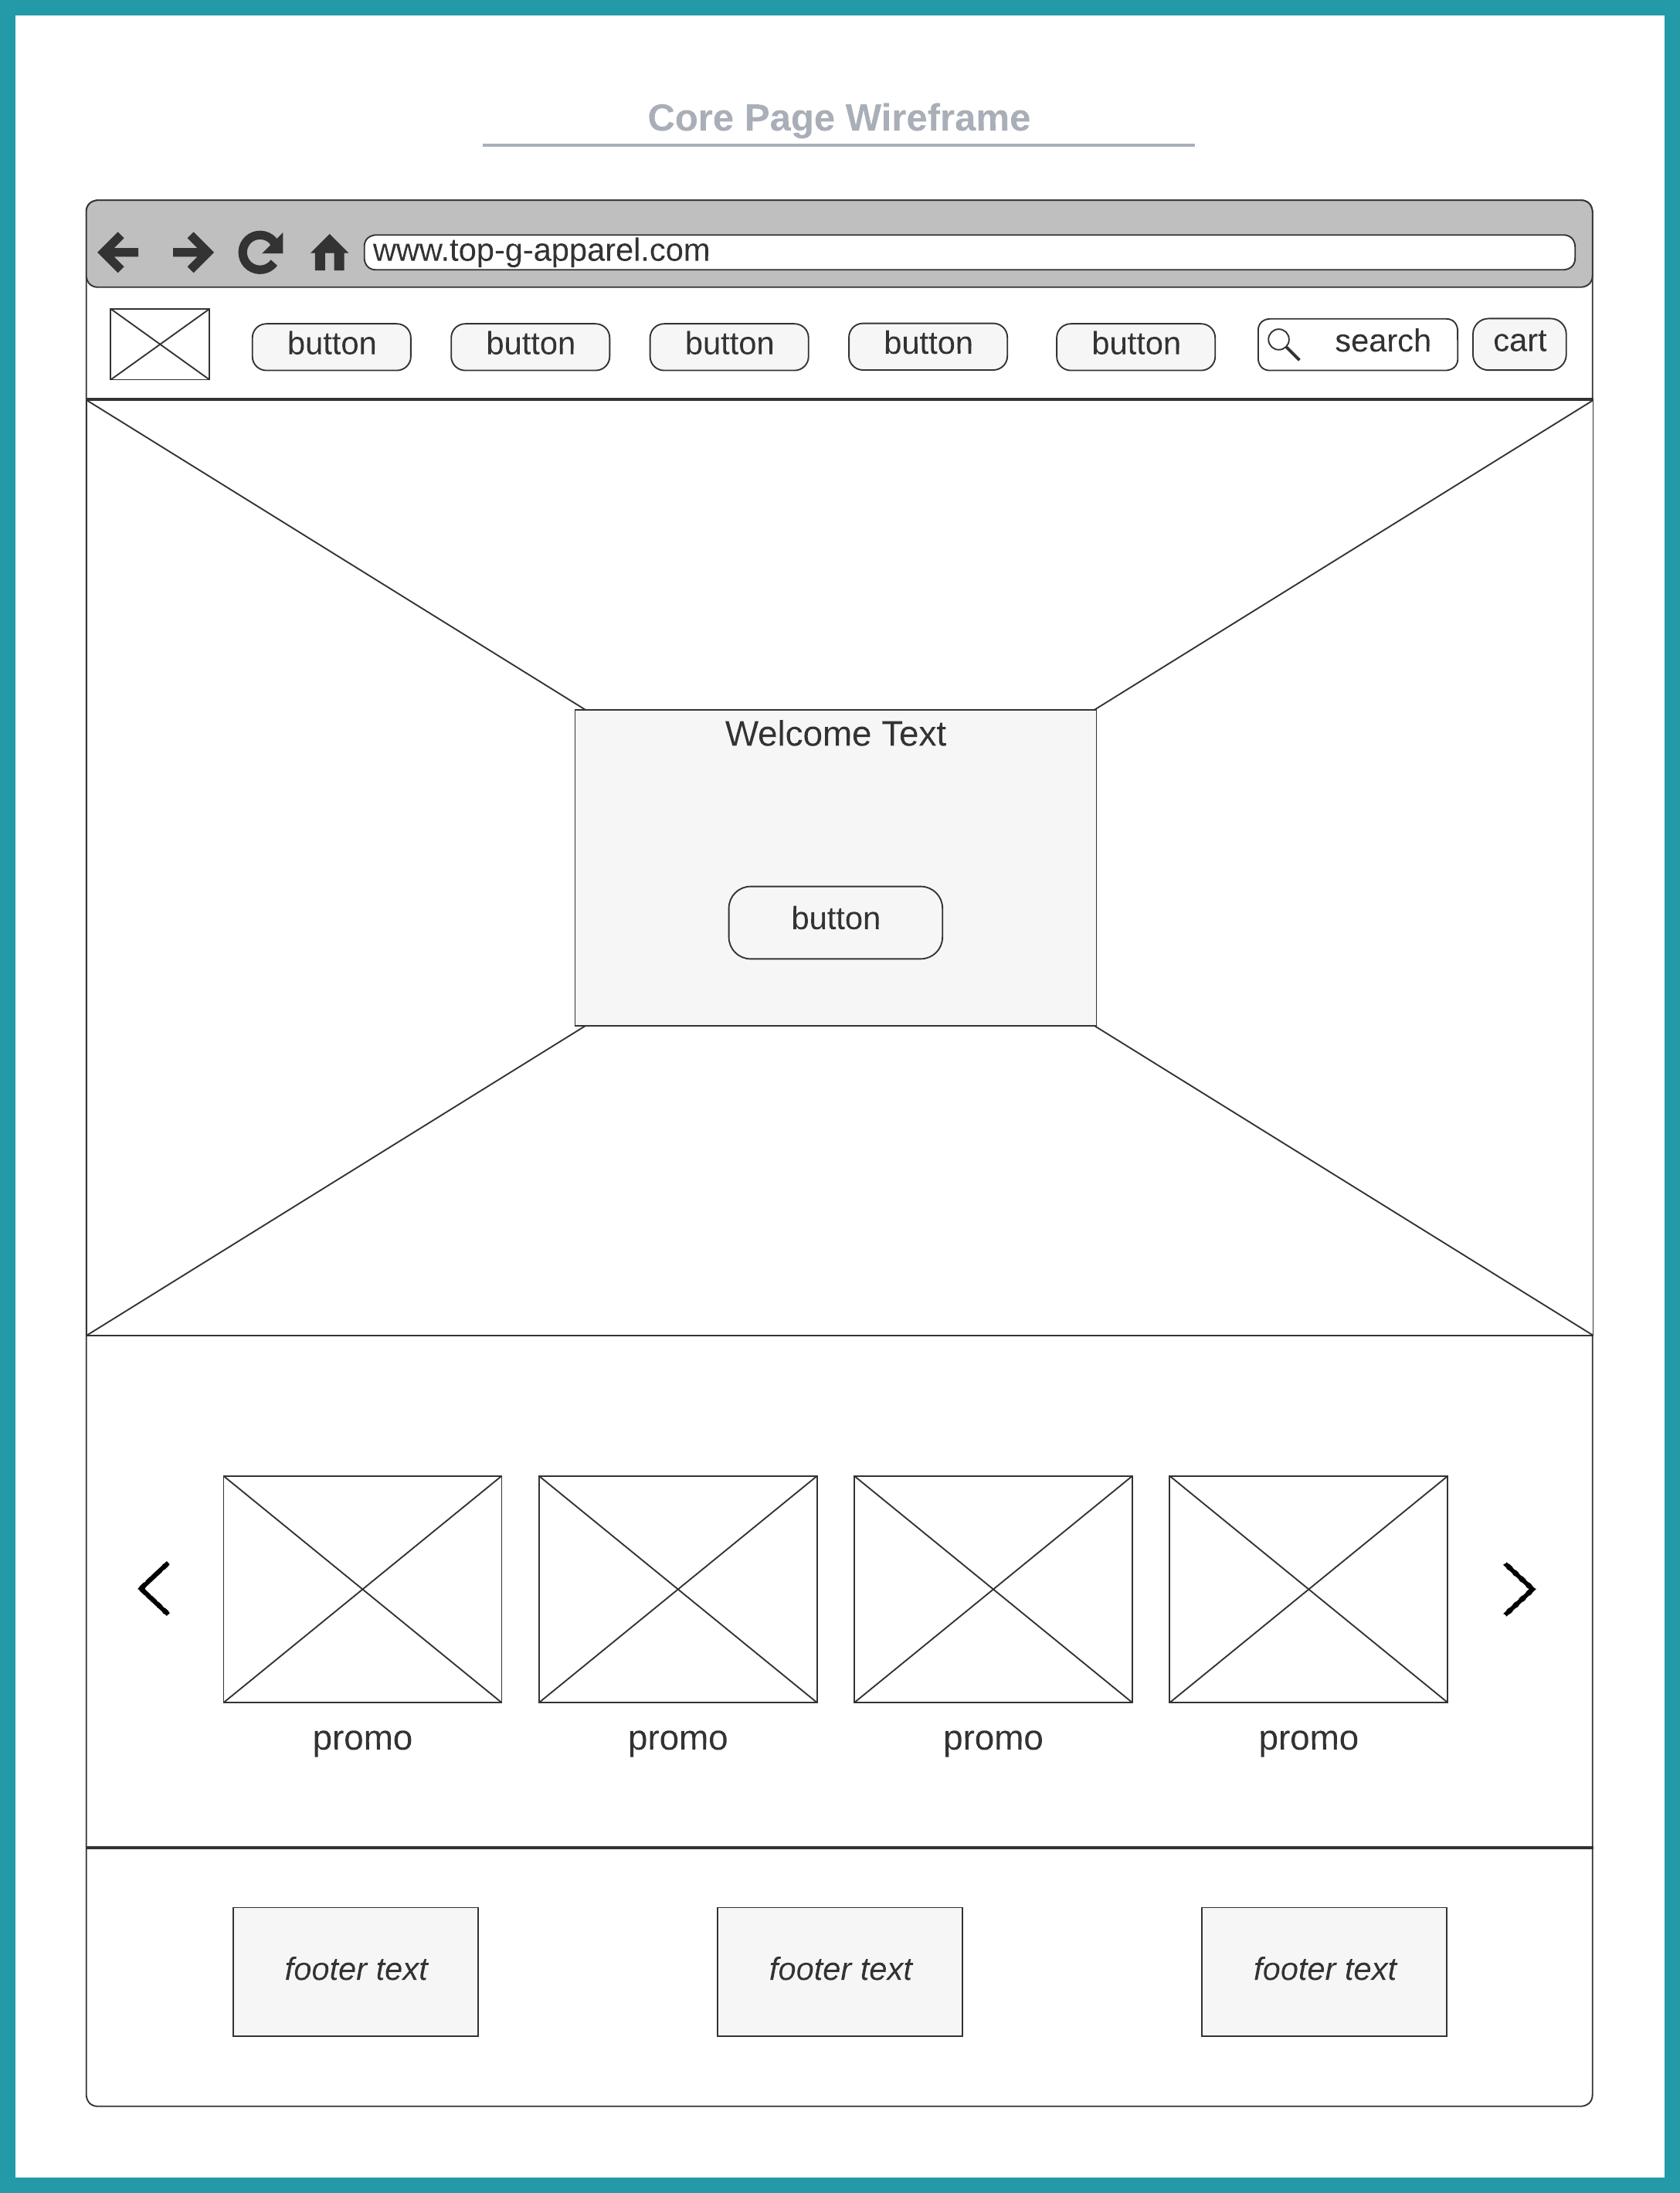 Core Page Wireframe
www.top-g-apparel.com
button button button button button search cart
Welcome Text
button
promo promo promo promo
footer text footer text footer text